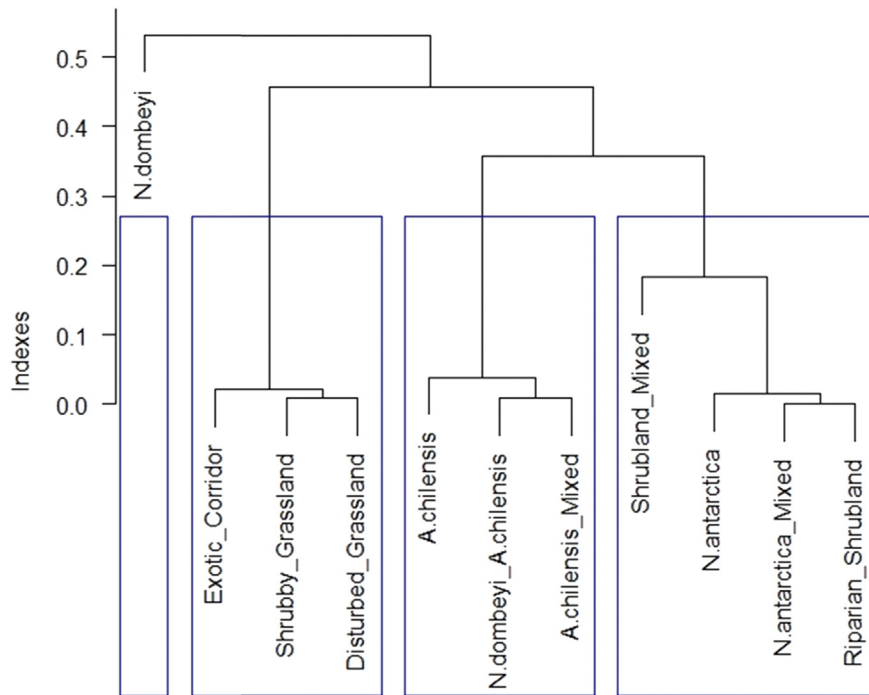 Indexes
0.5
0.4
0.3
0.2
0.1
0.0
N.dombeyi
Exotic_Corridor
Shrubby_Grassland
Disturbed_Grassland
A.chilensis
N.dombeyi_A.chilensis
A.chilensis_Mixed
Shrubland_Mixed
N.antarctica
N.antarctica_Mixed
Riparian_Shrubland